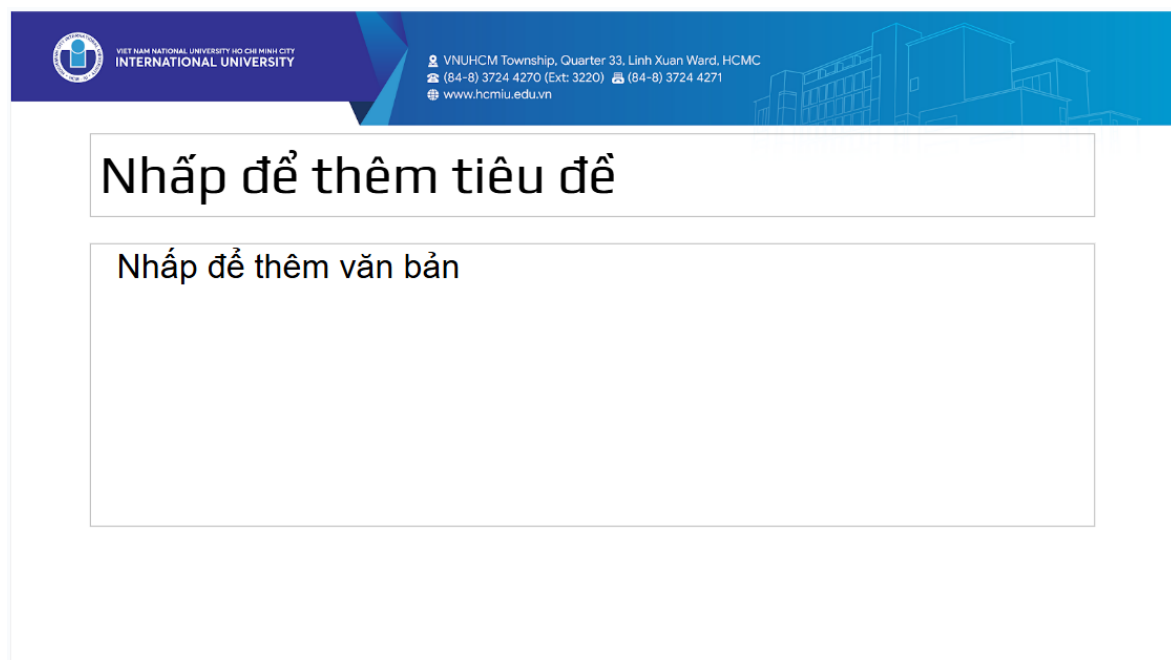 VIET NAM NATIONAL UNIVERSITY HO CHI MINH CITY
INTERNATIONAL UNIVERSITY
VNUHCM Township, Quarter 33, Linh Xuan Ward, HCMC
(84-8) 3724 4270 (Ext: 3220) (84-8) 3724 4271
www.hcmiu.edu.vn
Nhấp để thêm tiêu đề
Nhấp để thêm văn bản